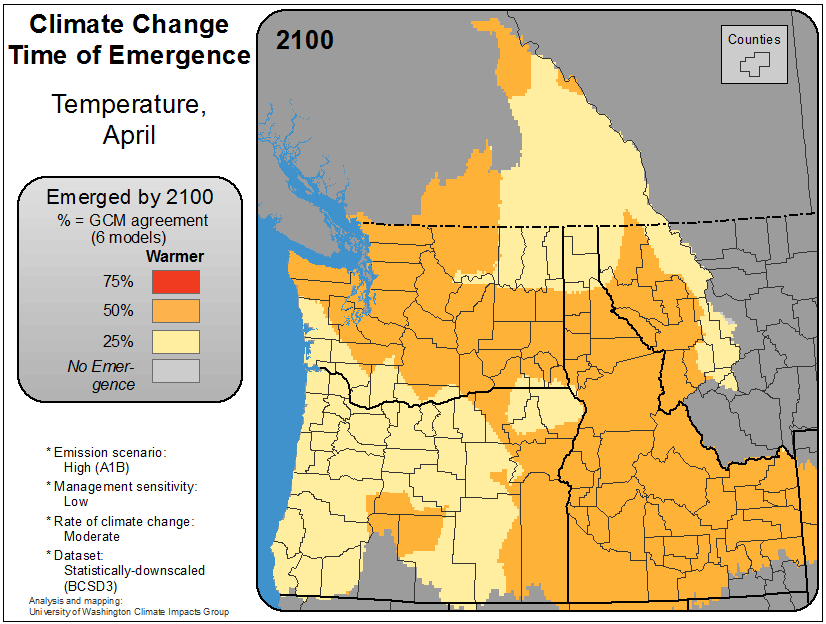 Climate Change
Time of Emergence
Temperature,
April
Emerged by 2100
% = GCM agreement
(6 models)
Warmer
75%
50%
25%
No Emer-
gence
* Emission scenario:
High (A1B)
* Management sensitivity:
Low
* Rate of climate change:
Moderate
* Dataset:
Statistically-downscaled
(BCSD3)
Analysis and mapping:
University of Washington Climate Impacts Group
2100
Counties